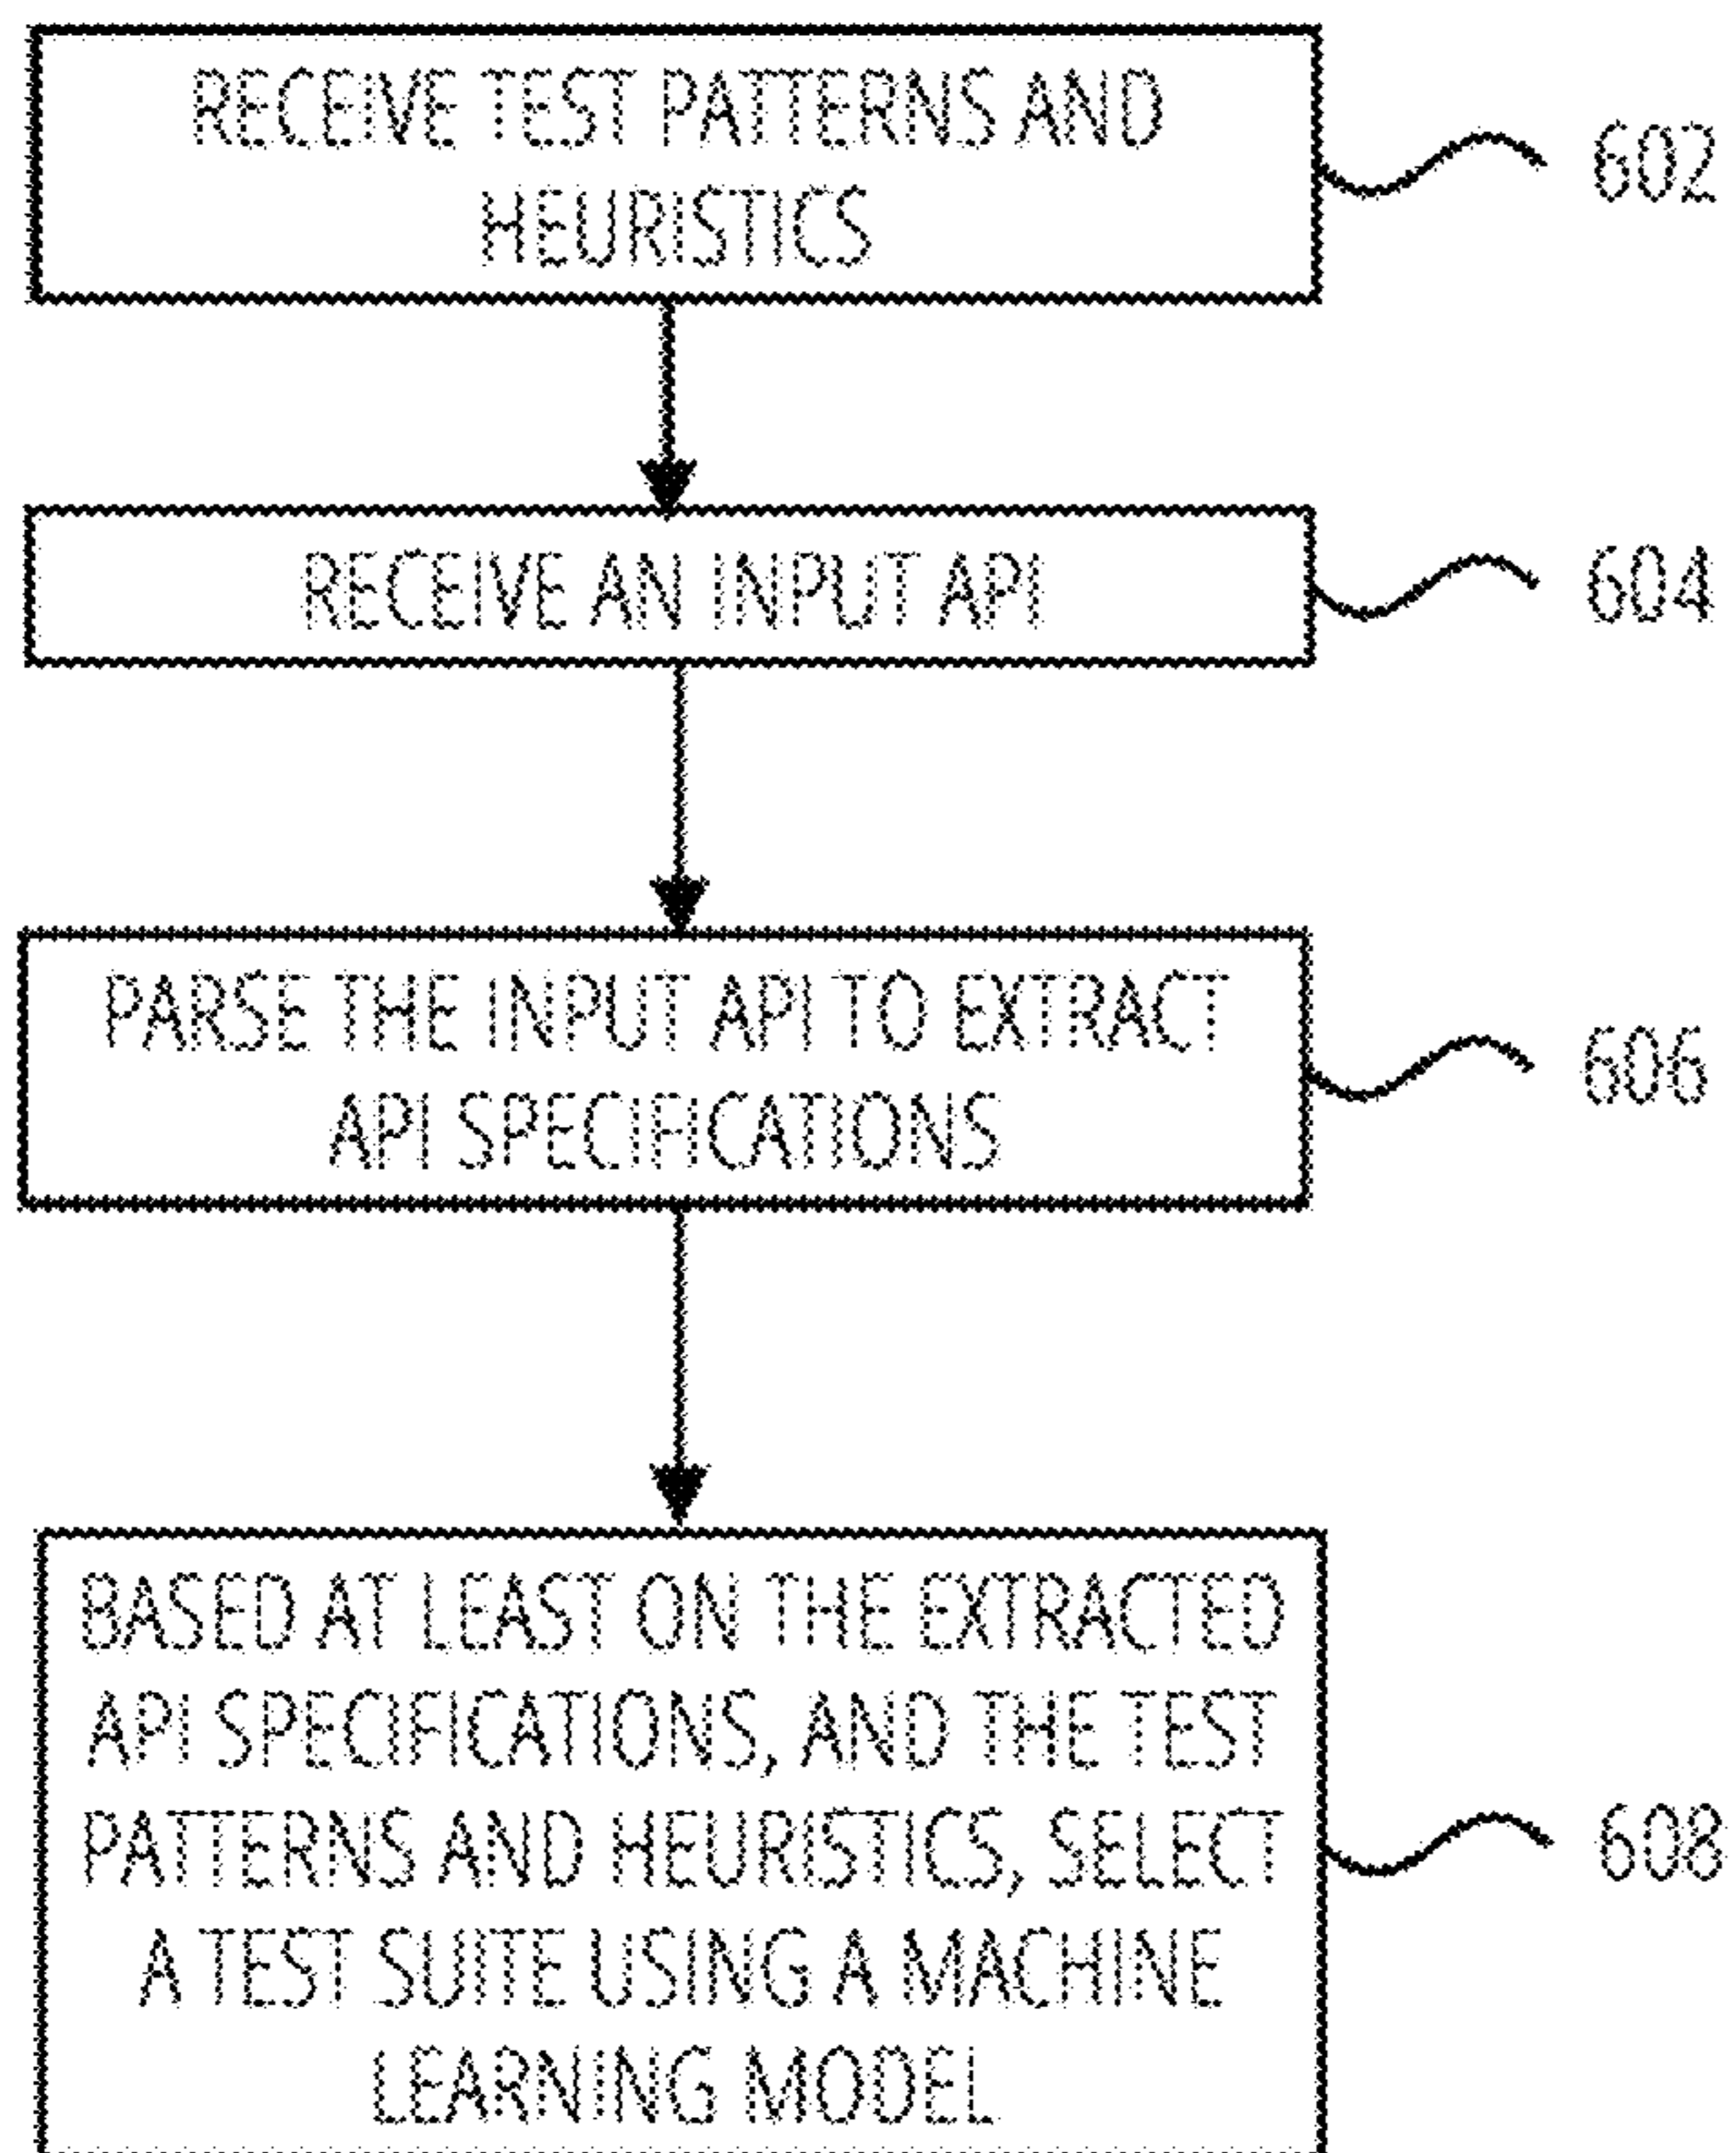 RECEIVE TEST PATTERNS AND
HEURISTICS
602
RECEIVE AN INPUT API
604
PARSE THE INPUT API TO EXTRACT
API SPECIFICATIONS
606
BASED AT LEAST ON THE EXTRACTED
API SPECIFICATIONS, AND THE TEST
PATTERNS AND HEURISTICS, SELECT
A TEST SUITE USING A MACHINE
LEARNING MODEL
608